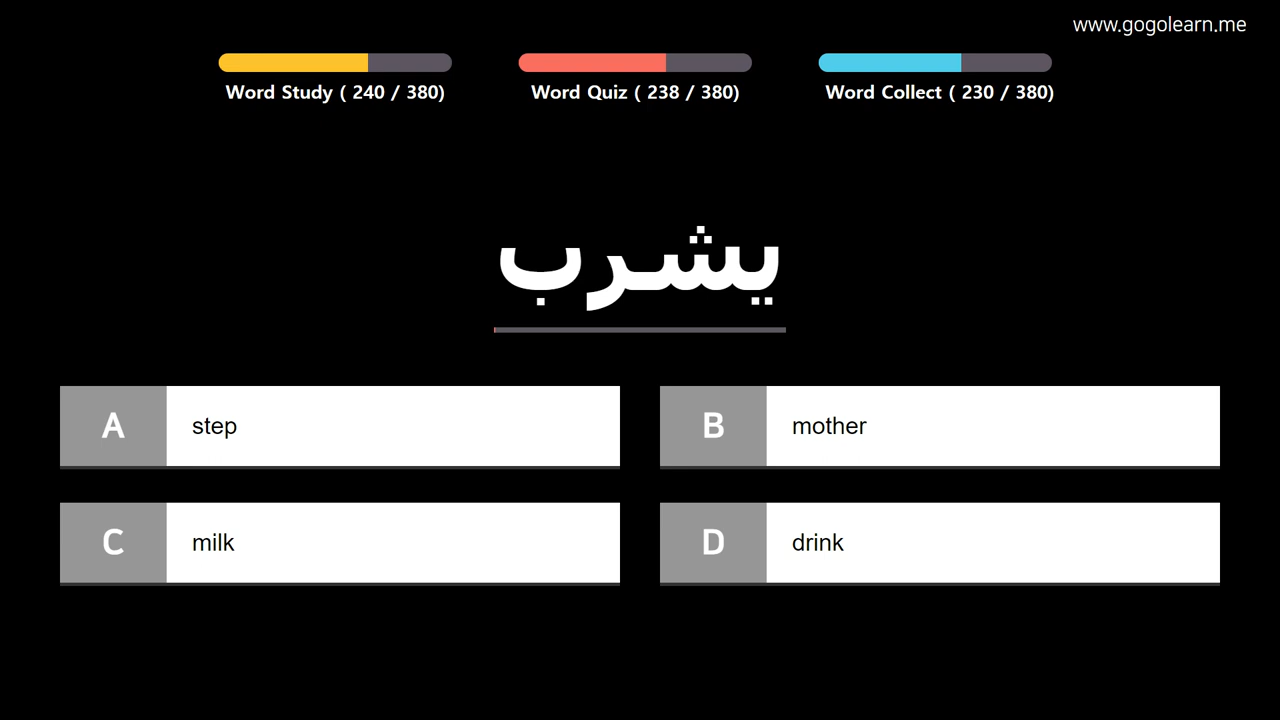 www.gogolearn.me
Word Study ( 240 / 380)
Word Quiz ( 238 / 380)
Word Collect ( 230 / 380)
يشرب
A step
B mother
C milk
D drink